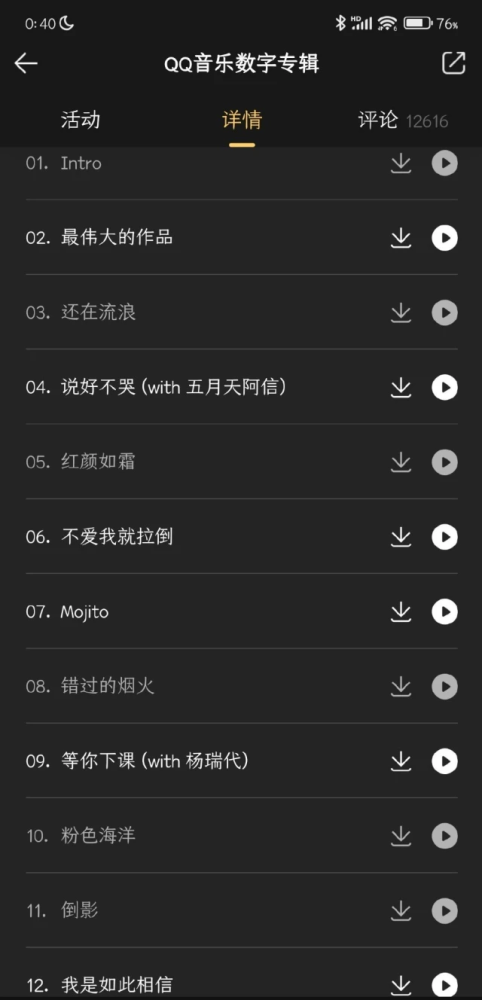 0:40 HD 6 76%
QQ音乐数字专辑
活动 详情 评论 12616
01. Intro
02. 最伟大的作品
03. 还在流浪
04. 说好不哭 (with 五月天阿信)
05. 红颜如霜
06. 不爱我就拉倒
07. Mojito
08. 错过的烟火
09. 等你下课 (with 杨瑞代)
10. 粉色海洋
11. 倒影
12. 我是如此相信